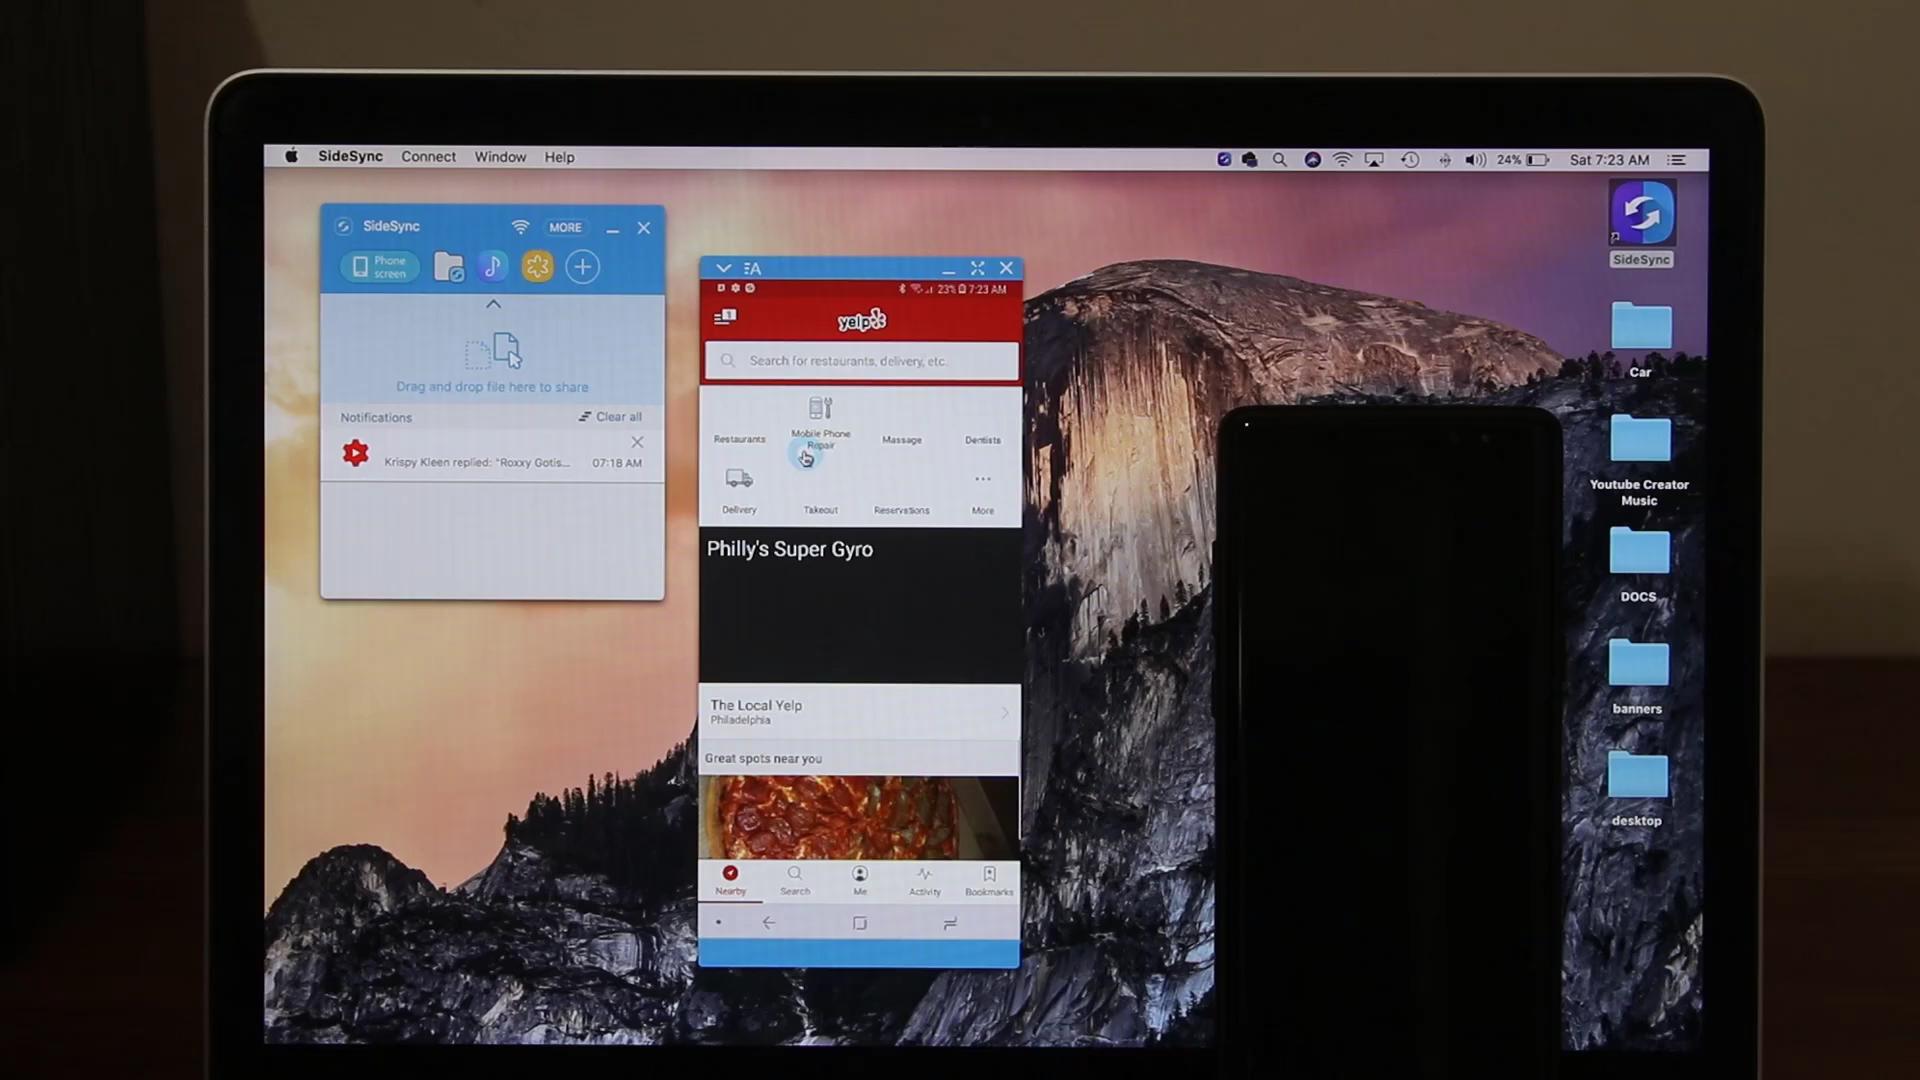 SideSync Connect Window Help
24% Sat 7:23 AM
SideSync MORE
Phone
screen
Drag and drop file here to share
Notifications Clear all
Krispy Kleen replied: "Roxxy Gotis... 07:18 AM
A
23% 7:23 AM
1
yelp
Search for restaurants, delivery, etc.
Restaurants
Mobile Phone
Repair
Massage
Dentists
Delivery
Takeout
Reservations
More
Philly's Super Gyro
The Local Yelp
Philadelphia
Great spots near you
Nearby
Search
Me
Activity
Bookmarks
SideSync
Car
Youtube Creator
Music
DOCS
banners
desktop